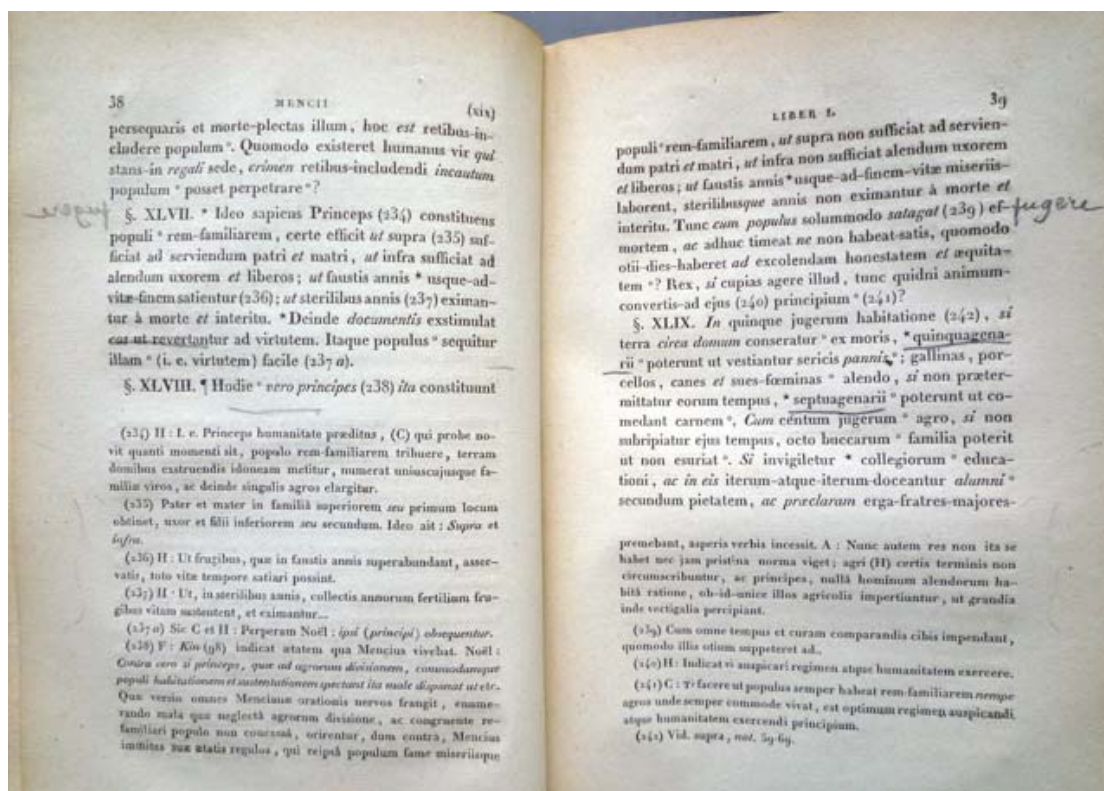 38
MENCII
(xix)
persequaris et morte-plectas illum, hoc est retibus-in-
cludere populum °. Quomodo existeret humanus vir qui
stans-in regali sede, crimen retibus-includendi incautum
populum ° posset perpetrare °?
§. XLVII. * Ideo sapiens Princeps (234) constituens
populi ° rem-familiarem, certe efficit ut supra (235) suf-
ficiat ad serviendum patri et matri, ut infra sufficiat ad
alendum uxorem et liberos; ut faustis annis ° usque-ad-
vitæ-finem satientur (236); ut sterilibus annis (237) eximan-
tur à morte et interitu. * Deinde documentis exstimulat
eos ut revertantur ad virtutem. Itaque populus ° sequitur
illam ° (i. e. virtutem) facile (237 a).
§. XLVIII. ¶ Hodie ° vero principes (238) ita constituunt
(234) H : I. e. Princeps humanitate præditus, (C) qui probe no-
vit quanti momenti sit, populo rem-familiarem tribuere, terram
domibus exstruendis idoneam metitur, numerat uniuscujusque fa-
miliæ viros, ac deinde singulis agros elargitur.
(235) Pater et mater in familiâ superiorem seu primum locum
obtinet, uxor et filii inferiorem seu secundum. Ideo ait : Supra et
infra.
(236) H : Ut frugibus, quæ in faustis annis superabundant, asser-
vatis, toto vitæ tempore satiari possint.
(237) H : Ut, in sterilibus annis, collectis annorum fertilium fru-
gibus vitam sustentent, et eximantur...
(237 a) Sic C et H : Perperam Noël : ipsi (principi) obsequentur.
(238) F : Kin (98) indicat ætatem qua Mencius vivebat. Noël :
Contra vero si princeps, quæ ad agrorum divisionem, commodamque
populi habitationem et sustentationem spectant ita male disponat ut etc.
Quæ versio omnes Mencianæ orationis nervos frangit, enume-
rando mala quæ neglectâ agrorum divisione, ac congruente re-
familiari populo non concessâ, orirentur, dum contra, Mencius
immites suæ ætatis regulos, qui reipsâ populum fame miseriisque
LIBER I.
39
populi ° rem-familiarem, ut supra non sufficiat ad servien-
dum patri et matri, ut infra non sufficiat alendum uxorem
et liberos; ut faustis annis ° usque-ad-finem-vitæ miseriis-
laborent, sterilibusque annis non eximantur à morte et
interitu. Tunc cum populus solummodo satagat (239) ef-
fugere
mortem, ac adhuc timeat ne non habeat-satis, quomodo
otii-dies-haberet ad excolendam honestatem et æquita-
tem °? Rex, si cupias agere illud, tunc quidni animum-
convertis-ad ejus (240) principium ° (241)?
§. XLIX. In quinque jugerum habitatione (242), si
terra circa domum conseratur ° ex moris, * quinquagena-
rii ° poterunt ut vestiantur sericis pannis °; gallinas, por-
cellos, canes et sues-fœminas ° alendo, si non præter-
mittatur eorum tempus, * septuagenarii ° poterunt ut co-
medant carnem °. Cum centum jugerum ° agro, si non
subripiatur ejus tempus, octo buccarum ° familia poterit
ut non esuriat °. Si invigiletur * collegiorum ° educa-
tioni, ac in eis iterum-atque-iterum-doceantur alumni °
secundum pietatem, ac præclaram erga-fratres-majores-
premebant, asperis verbis incessit. A : Nunc autem res non ita se
habet nec jam pristina norma viget; agri (H) certis terminis non
circumscribuntur, ac principes, nullâ hominum alendorum ha-
bitâ ratione, ob-id-unice illos agricolis impertiuntur, ut grandia
inde vectigalia percipiant.
(239) Cum omne tempus et curam comparandis cibis impendant,
quomodo illis otium suppeteret ad..
(240) H : Indicat vi auspicari regimen atque humanitatem exercere.
(241) C : To facere ut populus semper habeat rem-familiarem nempe
agros unde semper commode vivat, est optimum regimen auspicandi,
atque humanitatem exercendi principium.
(242) Vid. supra, not. 59-69.